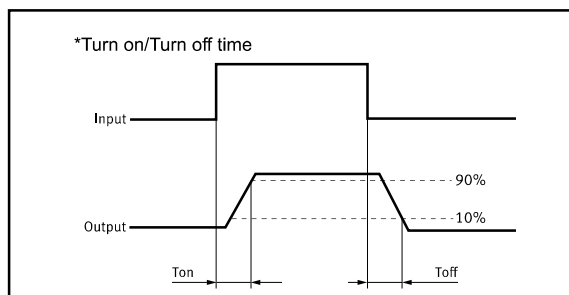 *Turn on/Turn off time
Input
90%
10%
Output
Ton
Toff